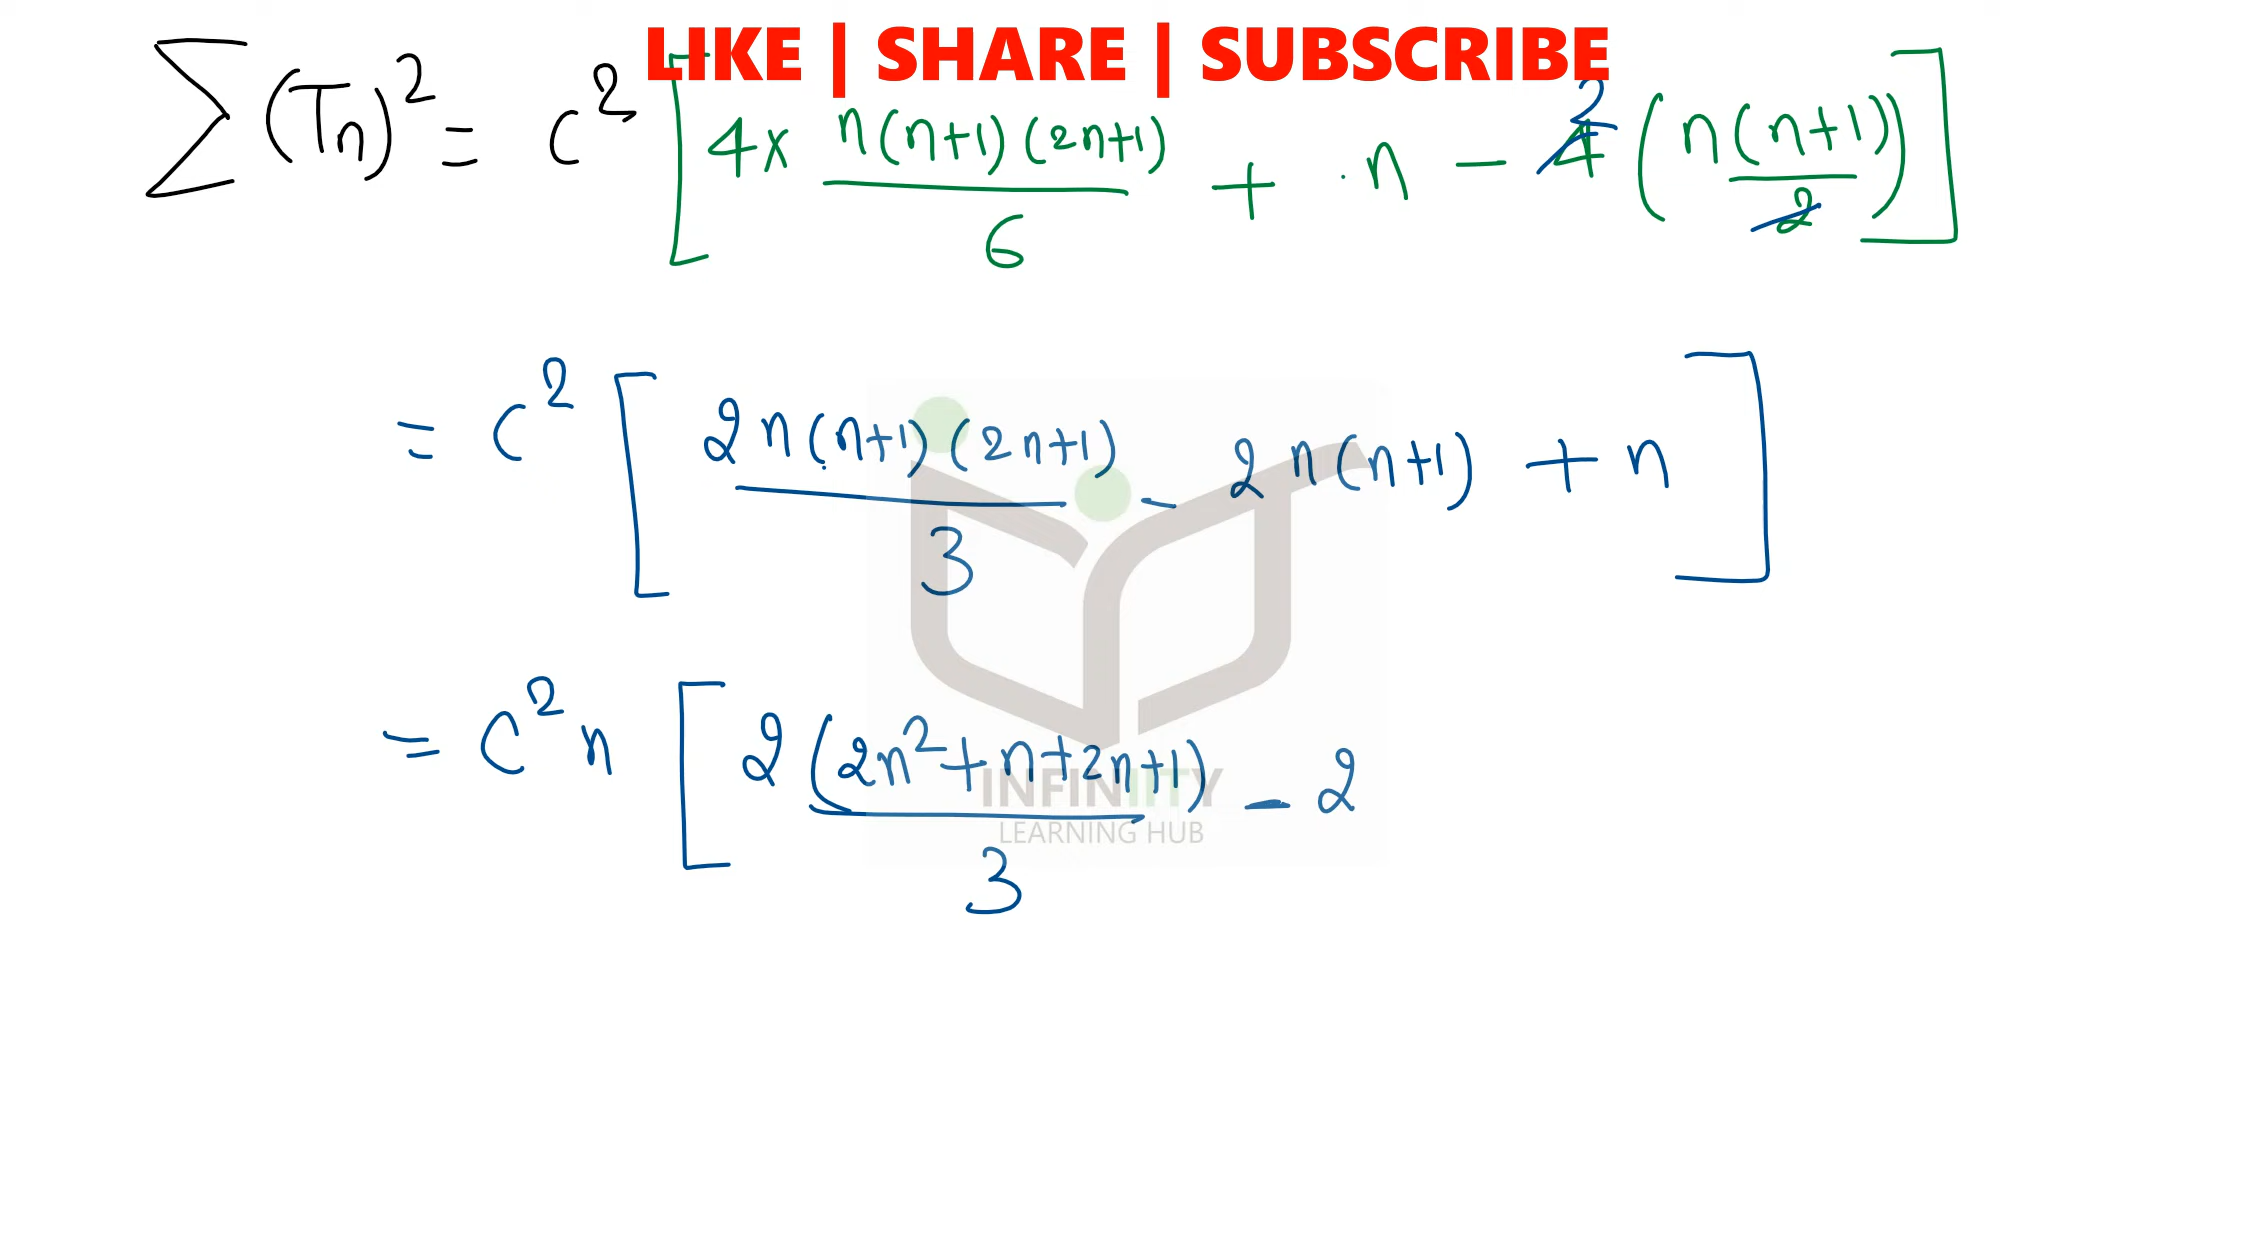 LIKE | SHARE | SUBSCRIBE
∑(Tn)² = c² [4x n(n+1)(2n+1)/6 + n - 4 2 (n(n+1)/2)]
= c² [2n(n+1)(2n+1)/3 - 2n(n+1) + n]
= c²n [2(2n²+n+2n+1)/3 - 2
INFINIITY
LEARNING HUB